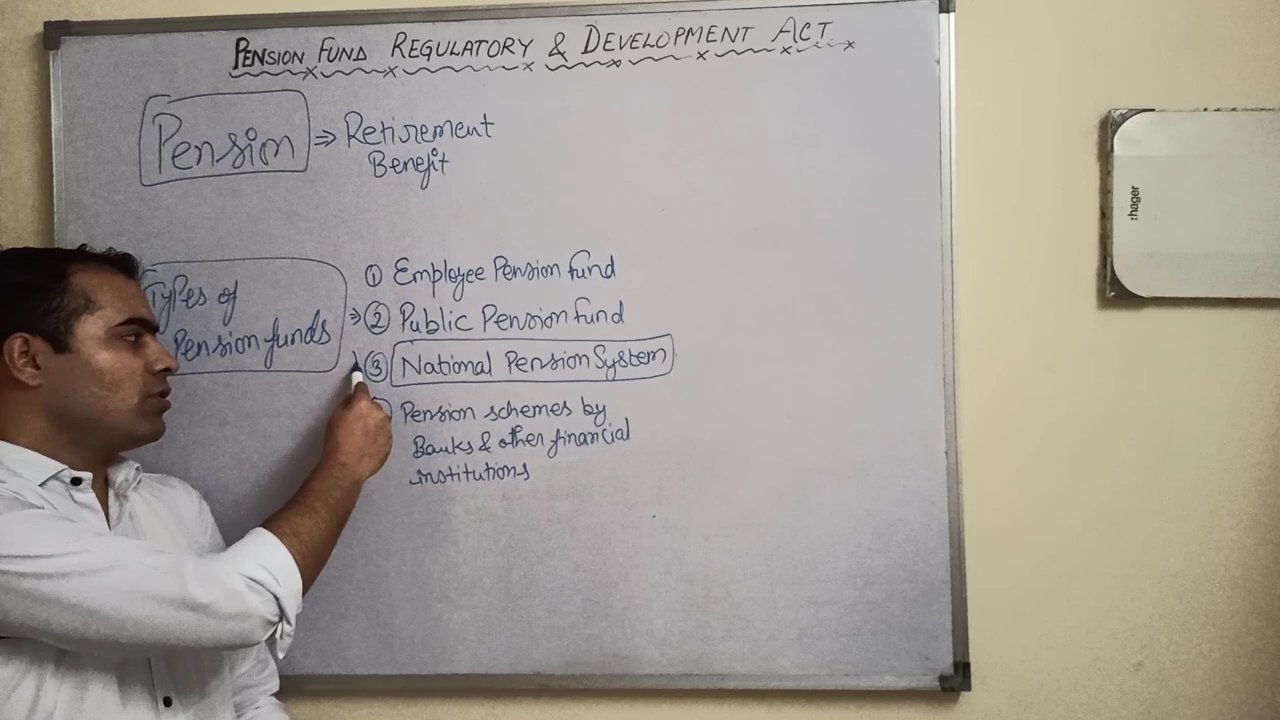 PENSION FUND REGULATORY & DEVELOPMENT ACT
Pension ⇒ Retirement
Benefit
Types of
Pension funds
① Employee Pension fund
② Public Pension fund
③ National Pension System
Pension schemes by
Banks & other financial
institutions
:hager